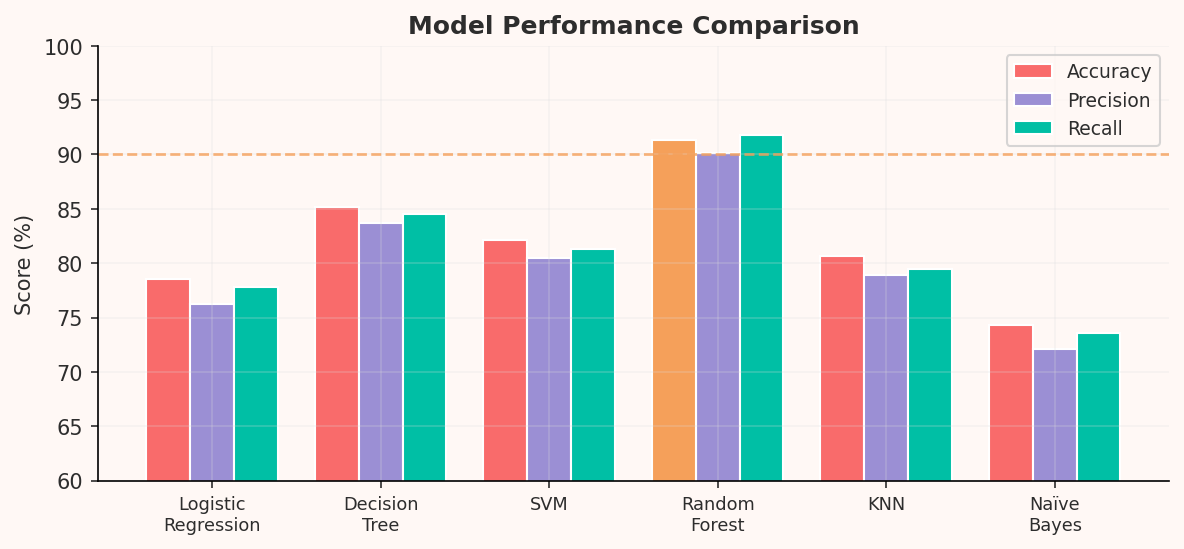 Model Performance Comparison
100
95
90
85
80
75
70
65
60
Score (%)
Accuracy
Precision
Recall
Logistic
Regression
Decision
Tree
SVM
Random
Forest
KNN
Naïve
Bayes